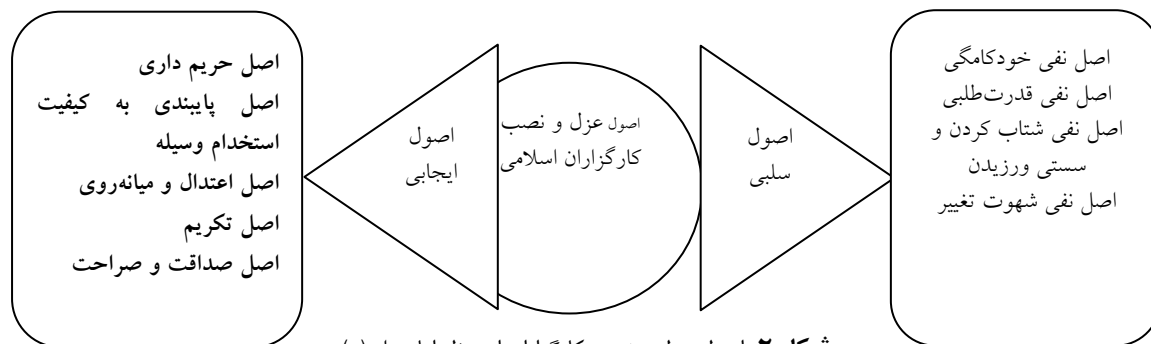 اصل نفی خودکامگی
اصل نفی قدرت‌طلبی
اصل نفی شتاب کردن و
سستی ورزیدن
اصل نفی شهوت تغییر
اصول
سلبی
اصول عزل و نصب
کارگزاران اسلامی
اصول
ایجابی
اصل حریم داری
اصل پایبندی به کیفیت
استخدام وسیله
اصل اعتدال و میانه‌روی
اصل تکریم
اصل صداقت و صراحت